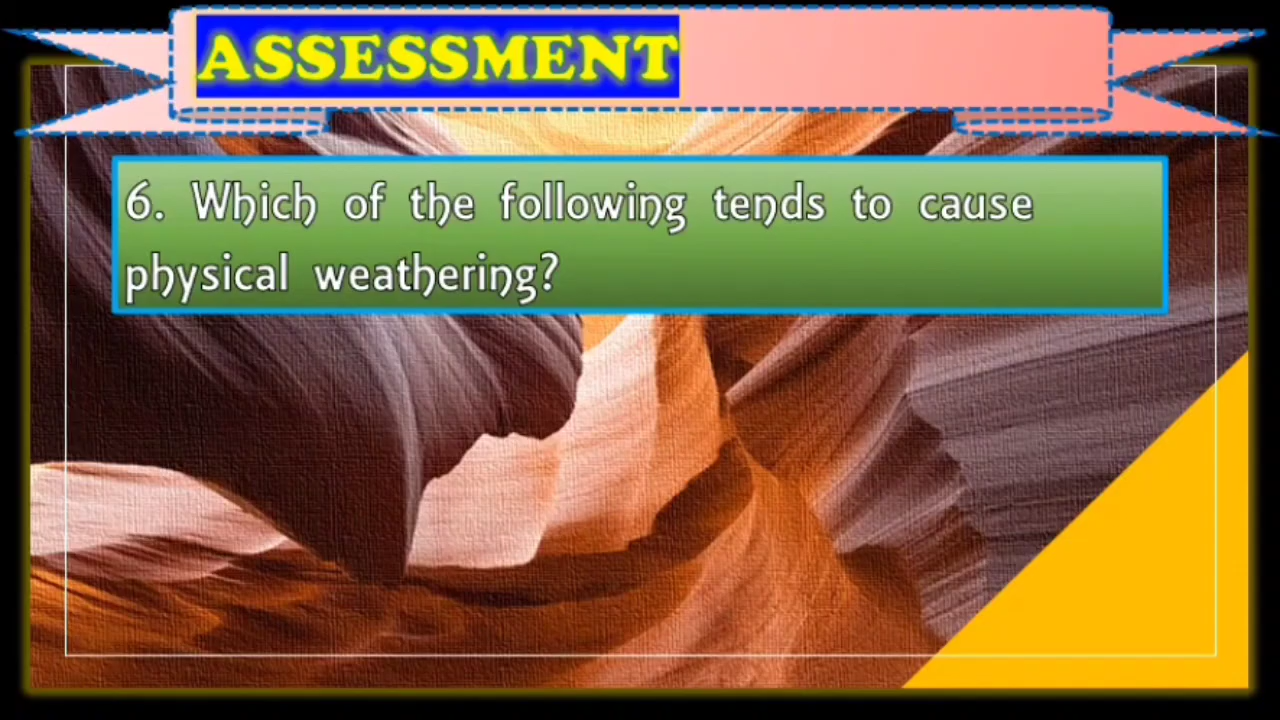 ASSESSMENT
6. Which of the following tends to cause
physical weathering?